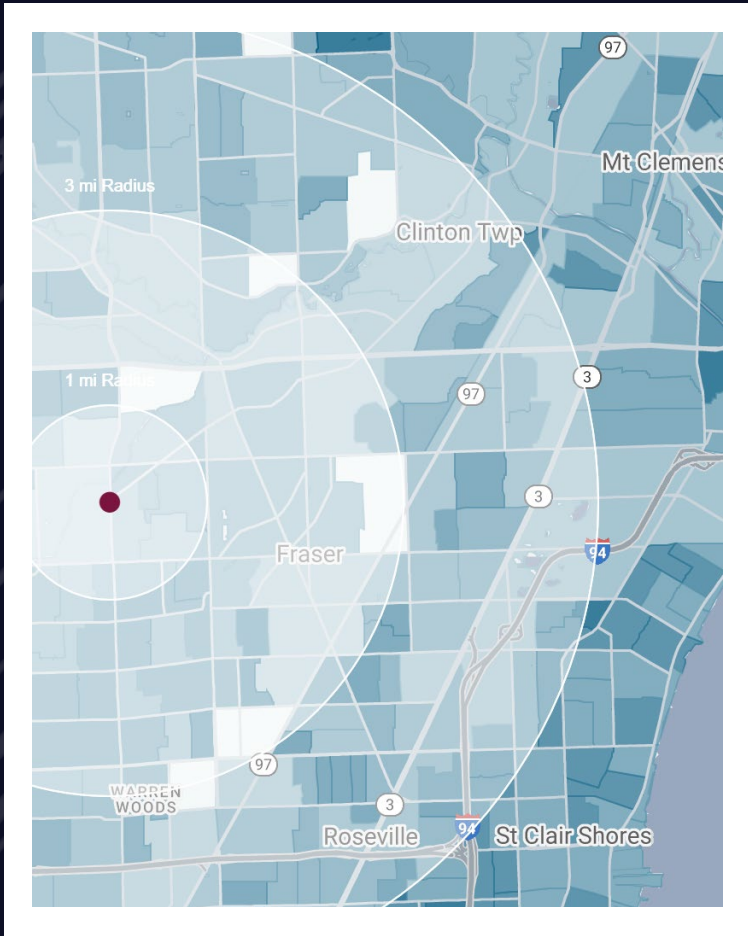 97
Mt Clemens
3 mi Radius
Clinton Twp
1 mi Radius
3
97
3
94
Fraser
97
WARREN
WOODS
3
94
Roseville
St Clair Shores